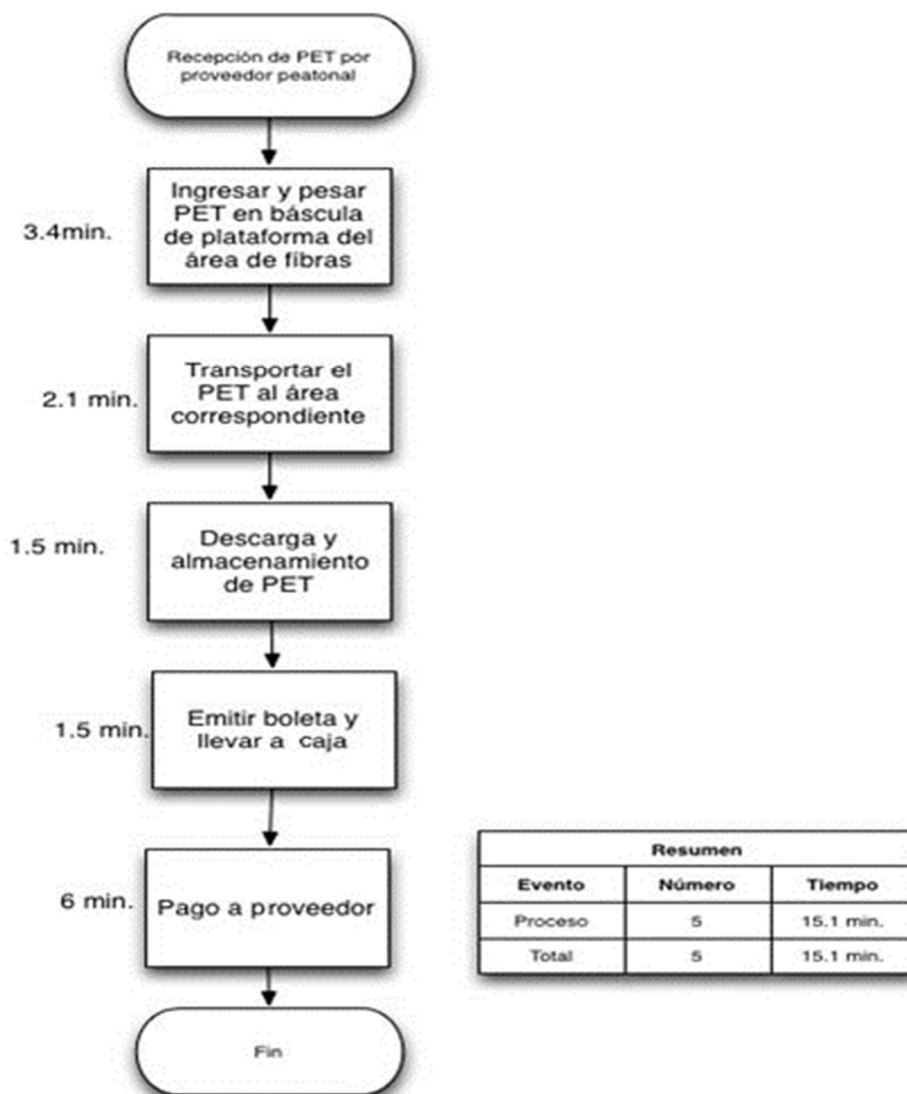 Recepción de PET por
proveedor peatonal
3.4min.
Ingresar y pesar
PET en báscula
de plataforma del
área de fibras
2.1 min.
Transportar el
PET al área
correspondiente
1.5 min.
Descarga y
almacenamiento
de PET
1.5 min.
Emitir boleta y
llevar a caja
6 min.
Pago a proveedor
Fin
Resumen
Evento Número Tiempo
Proceso 5 15.1 min.
Total 5 15.1 min.